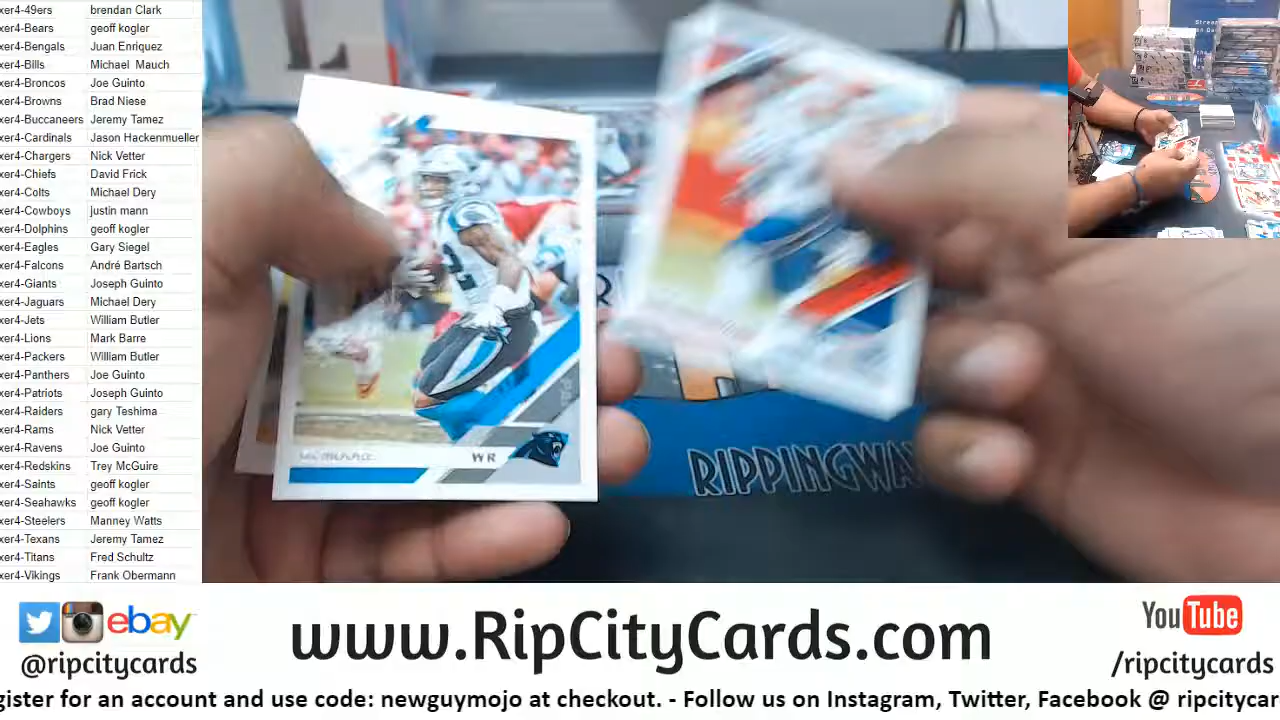 xer4-49ers brendan Clark
xer4-Bears geoff kogler
xer4-Bengals Juan Enriquez
xer4-Bills Michael Mauch
xer4-Broncos Joe Guinto
xer4-Browns Brad Niese
xer4-Buccaneers Jeremy Tamez
xer4-Cardinals Jason Hackenmueller
xer4-Chargers Nick Vetter
xer4-Chiefs David Frick
xer4-Colts Michael Dery
xer4-Cowboys justin mann
xer4-Dolphins geoff kogler
xer4-Eagles Gary Siegel
xer4-Falcons André Bartsch
xer4-Giants Joseph Guinto
xer4-Jaguars Michael Dery
xer4-Jets William Butler
xer4-Lions Mark Barre
xer4-Packers William Butler
xer4-Panthers Joe Guinto
xer4-Patriots Joseph Guinto
xer4-Raiders gary Teshima
xer4-Rams Nick Vetter
xer4-Ravens Joe Guinto
xer4-Redskins Trey McGuire
xer4-Saints geoff kogler
xer4-Seahawks geoff kogler
xer4-Steelers Manney Watts
xer4-Texans Jeremy Tamez
xer4-Titans Fred Schultz
xer4-Vikings Frank Obermann
WR
RIPPINGWA
ebay
@ripcitycards
www.RipCityCards.com
YouTube
/ripcitycards
gister for an account and use code: newguymojo at checkout. - Follow us on Instagram, Twitter, Facebook @ ripcitycar